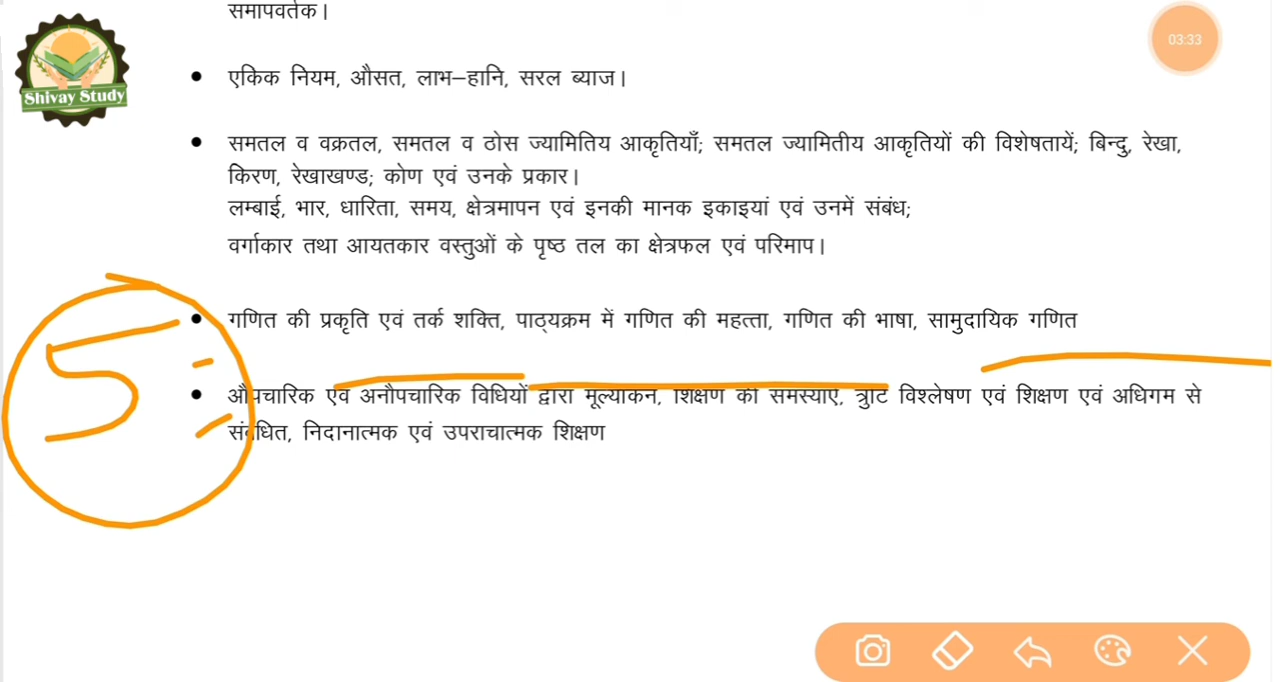 समापवर्तक।
03:33
Shivay Study
• एकिक नियम, औसत, लाभ–हानि, सरल ब्याज।
• समतल व वक्रतल, समतल व ठोस ज्यामितिय आकृतियाँ; समतल ज्यामितीय आकृतियों की विशेषतायें; बिन्दु, रेखा,
किरण, रेखाखण्ड; कोण एवं उनके प्रकार।
लम्बाई, भार, धारिता, समय, क्षेत्रमापन एवं इनकी मानक इकाइयां एवं उनमें संबंध;
वर्गाकार तथा आयतकार वस्तुओं के पृष्ठ तल का क्षेत्रफल एवं परिमाप।
• गणित की प्रकृति एवं तर्क शक्ति, पाठ्यक्रम में गणित की महत्ता, गणित की भाषा, सामुदायिक गणित
5
• औपचारिक एवं अनौपचारिक विधियों द्वारा मूल्यांकन, शिक्षण की समस्याएं, त्रुटि विश्लेषण एवं शिक्षण एवं अधिगम से
संबंधित, निदानात्मक एवं उपराचात्मक शिक्षण